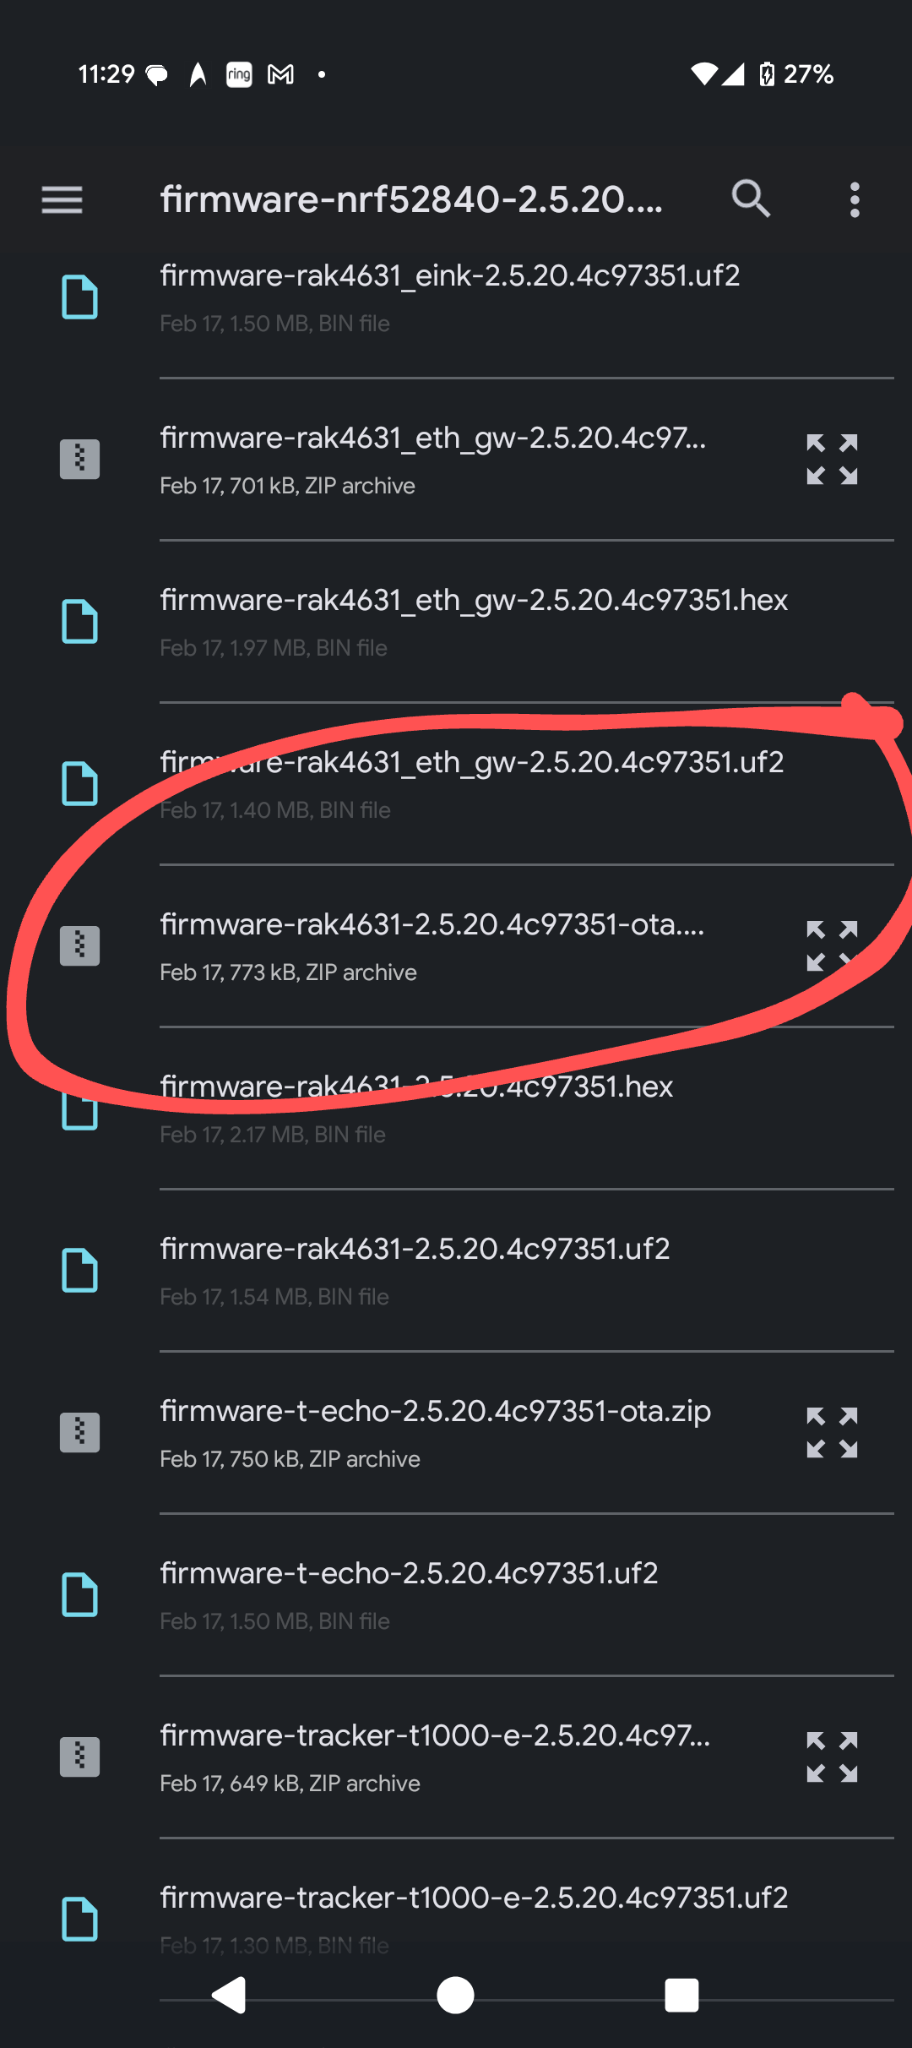 11:29 ring 27%
firmware-nrf52840-2.5.20....
firmware-rak4631_eink-2.5.20.4c97351.uf2
Feb 17, 1.50 MB, BIN file
firmware-rak4631_eth_gw-2.5.20.4c97...
Feb 17, 701 kB, ZIP archive
firmware-rak4631_eth_gw-2.5.20.4c97351.hex
Feb 17, 1.97 MB, BIN file
firmware-rak4631_eth_gw-2.5.20.4c97351.uf2
Feb 17, 1.40 MB, BIN file
firmware-rak4631-2.5.20.4c97351-ota....
Feb 17, 773 kB, ZIP archive
firmware-rak4631-2.5.20.4c97351.hex
Feb 17, 2.17 MB, BIN file
firmware-rak4631-2.5.20.4c97351.uf2
Feb 17, 1.54 MB, BIN file
firmware-t-echo-2.5.20.4c97351-ota.zip
Feb 17, 750 kB, ZIP archive
firmware-t-echo-2.5.20.4c97351.uf2
Feb 17, 1.50 MB, BIN file
firmware-tracker-t1000-e-2.5.20.4c97...
Feb 17, 649 kB, ZIP archive
firmware-tracker-t1000-e-2.5.20.4c97351.uf2
Feb 17, 1.30 MB, BIN file